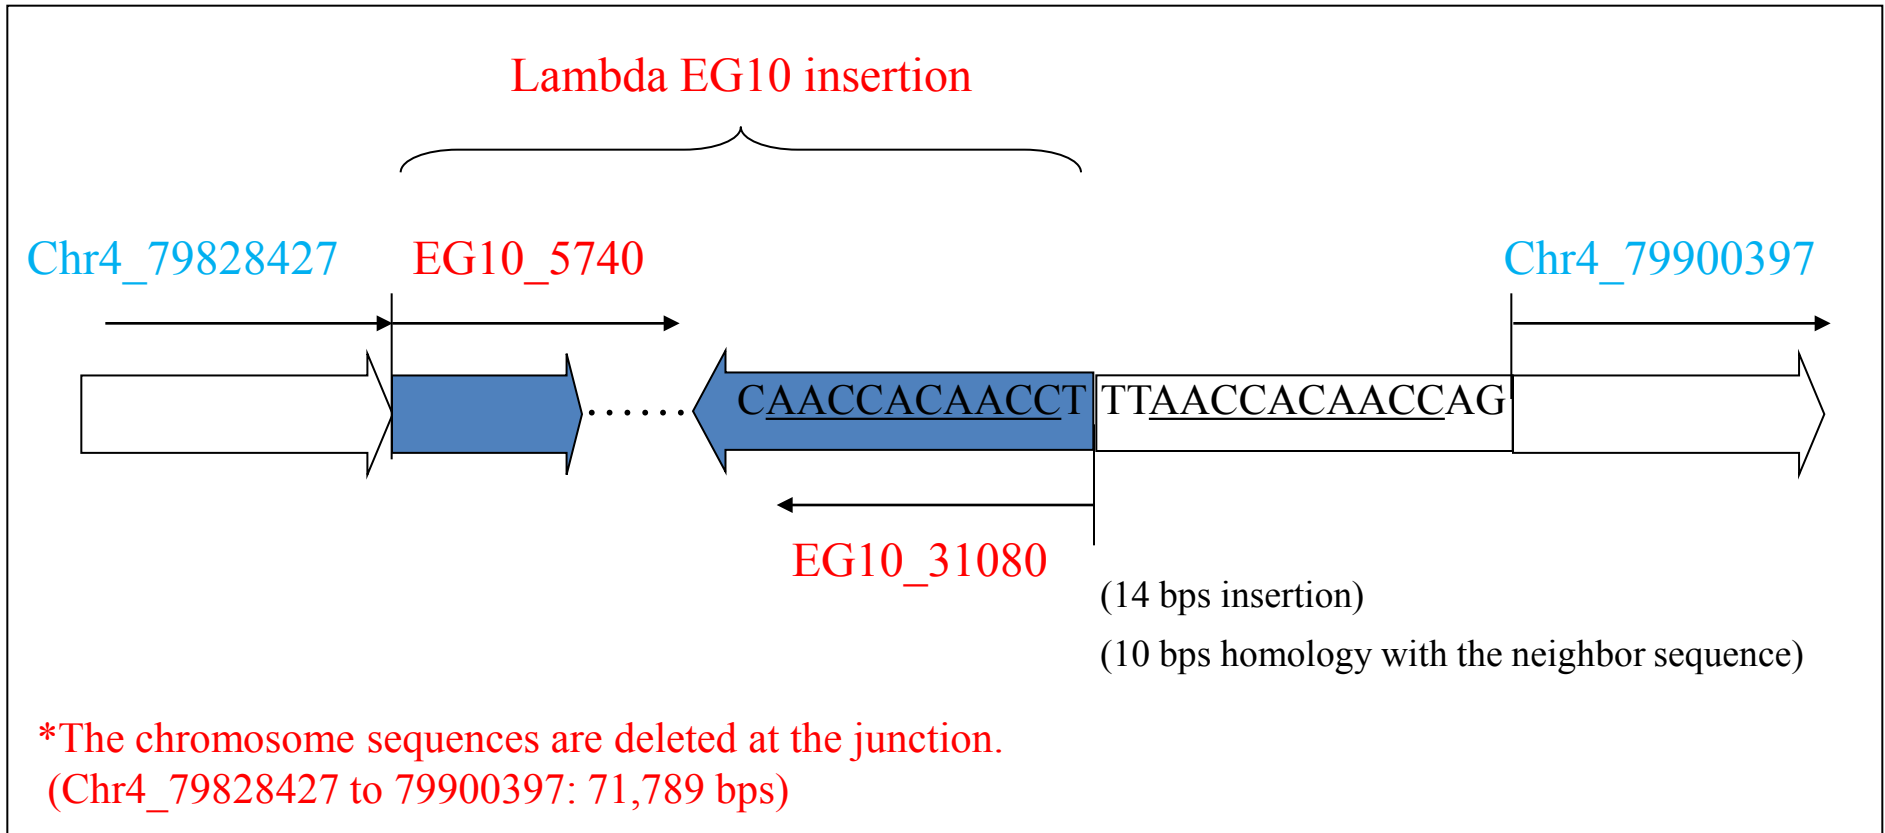 Lambda EG10 insertion
Chr4_79828427 EG10_5740 Chr4_79900397
CAACCACAACCT TTAACCACAACCAG
EG10_31080
(14 bps insertion)
(10 bps homology with the neighbor sequence)
*The chromosome sequences are deleted at the junction.
(Chr4_79828427 to 79900397: 71,789 bps)